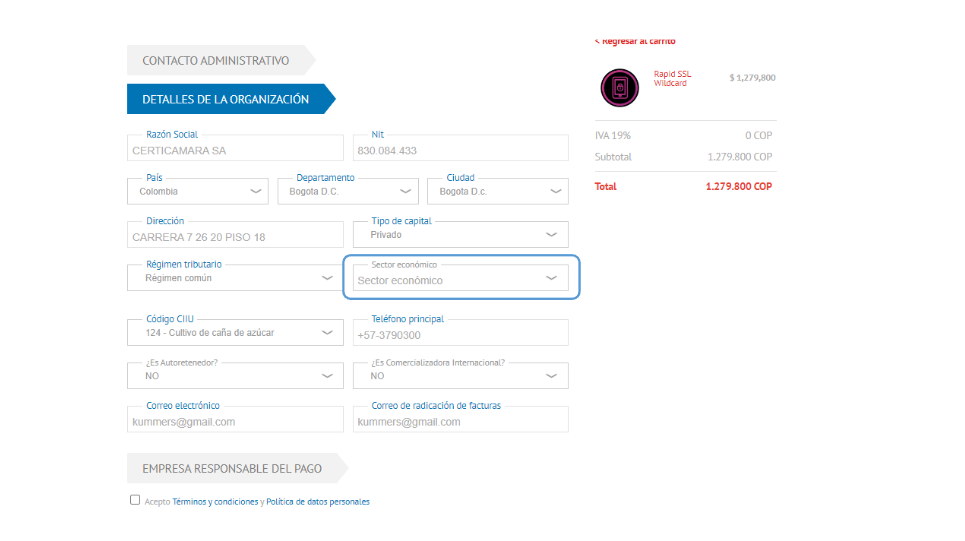 CONTACTO ADMINISTRATIVO
DETALLES DE LA ORGANIZACIÓN
Razón Social
CERTICAMARA SA
Nit
830.084.433
País
Colombia
Departamento
Bogota D.C.
Ciudad
Bogota D.c.
Dirección
CARRERA 7 26 20 PISO 18
Tipo de capital
Privado
Régimen tributario
Régimen común
Sector económico
Sector económico
Código CIIU
124 - Cultivo de caña de azúcar
Teléfono principal
+57-3790300
¿Es Autoretenedor?
NO
¿Es Comercializadora Internacional?
NO
Correo electrónico
kummers@gmail.com
Correo de radicación de facturas
kummers@gmail.com
EMPRESA RESPONSABLE DEL PAGO
Acepto Términos y condiciones y Política de datos personales
< Regresar al carrito
Rapid SSL
Wildcard
$ 1,279,800
IVA 19% 0 COP
Subtotal 1.279.800 COP
Total 1.279.800 COP